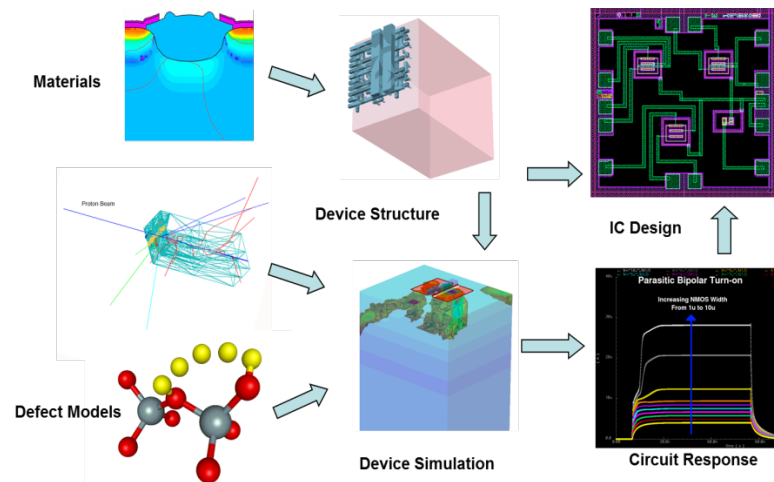 Materials
Proton Beam
Defect Models
Device Structure
Device Simulation
IC Design
Parasitic Bipolar Turn-on
Increasing NMOS Width
From 1u to 10u
Circuit Response